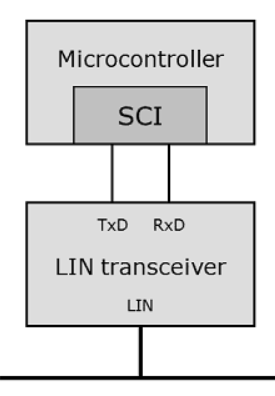 Microcontroller
SCI
TxD RxD
LIN transceiver
LIN